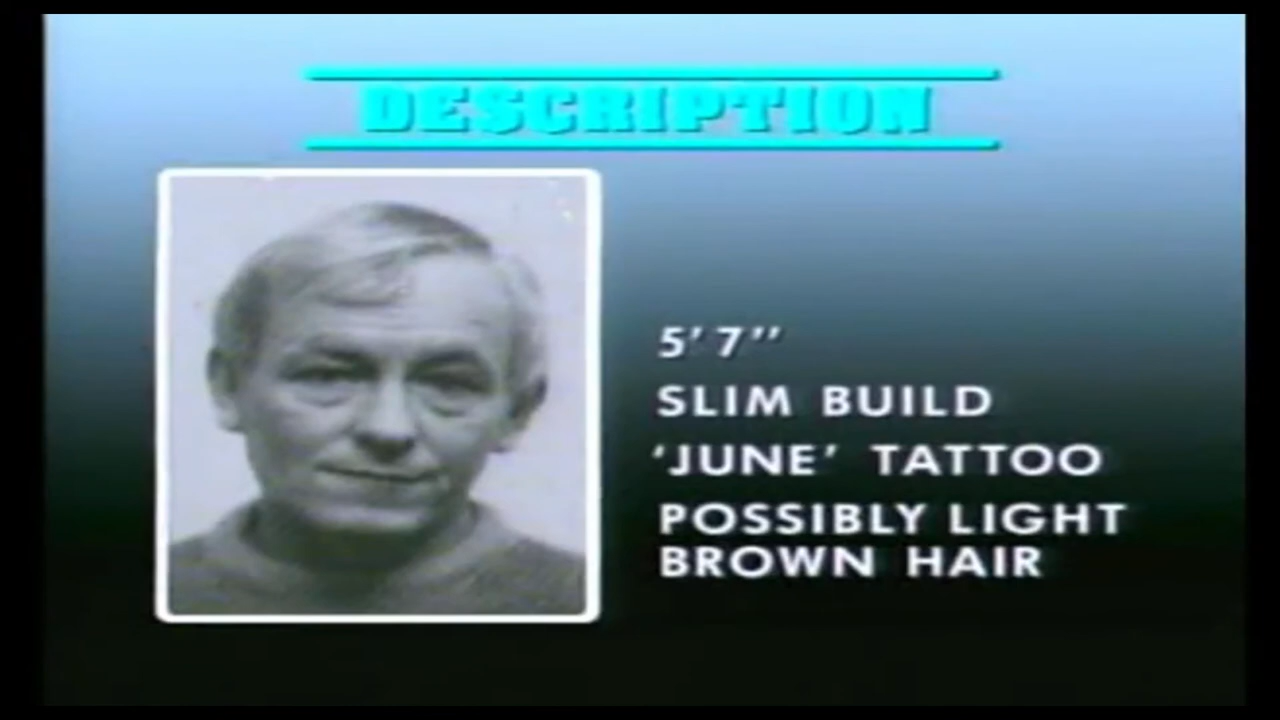 DESCRIPTION
5' 7''
SLIM BUILD
'JUNE' TATTOO
POSSIBLY LIGHT
BROWN HAIR